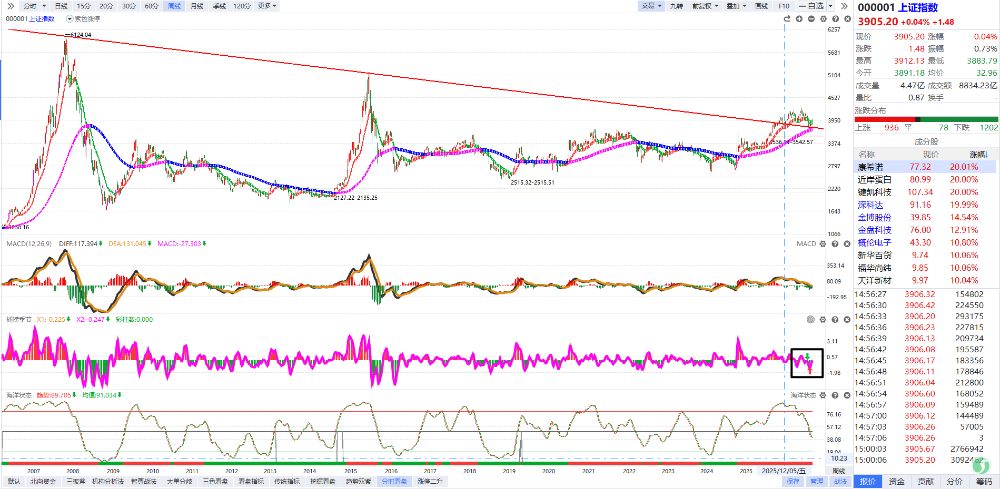 分时 日线 15分 20分 30分 60分 周线 月线 季线 120分 更多 交易 九转 前复权 叠加 画线 F10 自选
000001 上证指数 紫色涨停
6257
6124.04
5681
5104
4527
3950
3536.04-3542.57
3374
2797
2515.32-2515.51
2220
2127.22-2135.25
1643
1238.16
1066
MACD(12,26,9) DIFF:117.394 DEA:131.045 MACD:-27.303 MACD
353.14
80.09
-192.95
捕捞季节 X1:-0.225 X2:-0.247 彩柱数:0.000
3.11
0.57
-1.98
海洋状态 趋势:89.705 均值:91.034 海洋状态
76.16
57.12
38.08
19.04
10.23
2007 2008 2009 2010 2011 2012 2013 2014 2015 2016 2017 2018 2019 2020 2021 2022 2023 2024 2025 2025/12/05/五 周线
默认 北向资金 三板斧 机构分析法 智尊战法 大单分歧 三色看盘 看盘指标 传统指标 挖掘看盘 趋势双紫 分时看盘 涨停二升 保存 管理 战法
000001 上证指数
3905.20 +0.04% +1.48
现价 3905.20 涨幅 0.04%
涨跌 1.48 振幅 0.73%
最高 3912.13 最低 3883.79
今开 3891.18 均价 32.96
成交量 4.47亿 成交额 8834.23亿
量比 0.87 换手 -
涨跌分布
上涨 936 平 78 下跌 1202
成分股
名称 现价 涨幅↓
康希诺 77.32 20.01%
近岸蛋白 80.99 20.00%
键凯科技 107.34 20.00%
深科达 91.16 19.99%
金博股份 39.85 14.54%
金盘科技 76.00 12.91%
概伦电子 43.30 10.80%
新华百货 9.74 10.06%
福华尚纬 9.85 10.06%
天洋新材 9.97 10.04%
14:56:27 3906.32 154802
14:56:30 3906.42 224550
14:56:33 3906.20 293175
14:56:36 3906.23 227815
14:56:39 3906.13 209734
14:56:42 3906.08 195587
14:56:45 3906.17 183356
14:56:48 3906.11 178846
14:56:51 3906.04 212800
14:56:54 3906.60 168052
14:56:57 3906.09 159489
14:57:00 3906.12 144489
14:57:03 3906.26 57005
14:57:06 3906.26 3
15:00:03 3905.67 2766942
15:00:06 3905.20
报价 资金 贡献 分价 筹码